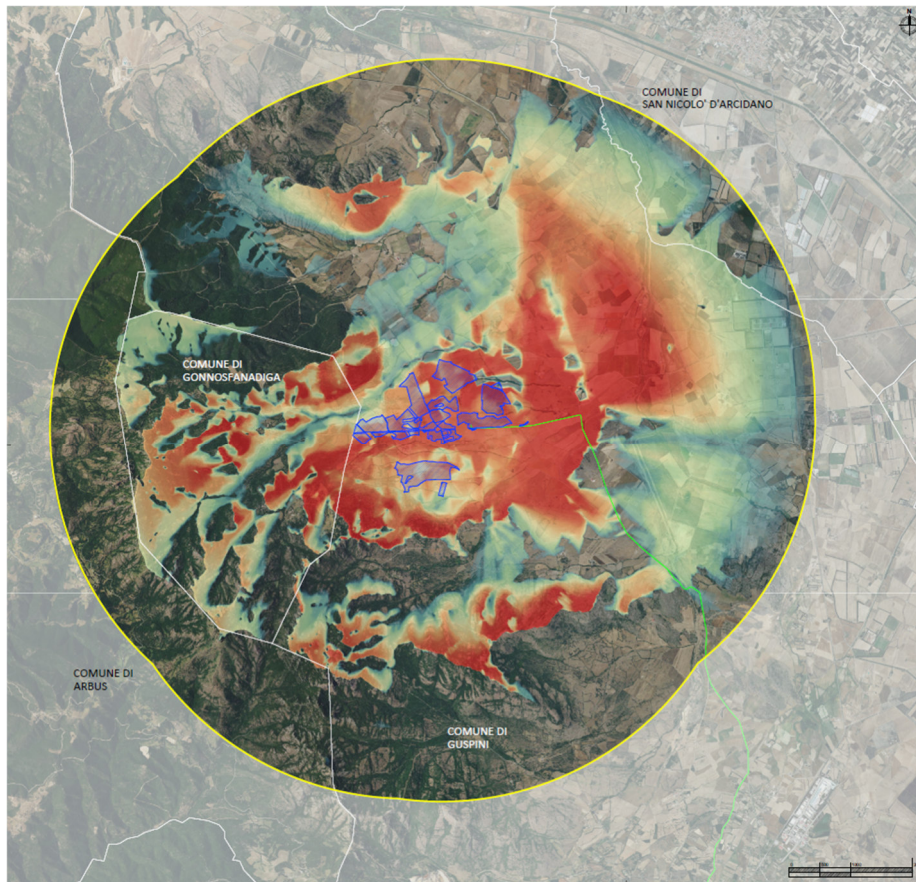 N
COMUNE DI
SAN NICOLO' D'ARCIDANO
COMUNE DI
GONNOSFANADIGA
COMUNE DI
ARBUS
COMUNE DI
GUSPINI